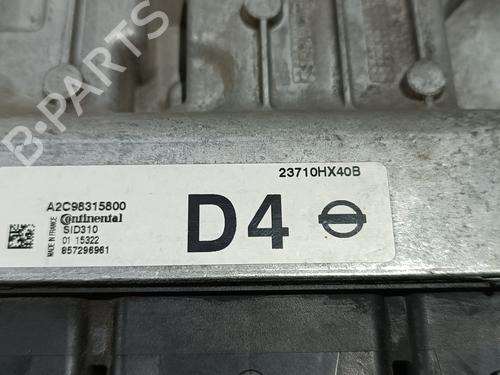 B-PARTS
23710HX40B
A2C98315800
Continental
SID310
01 15322
857296961
MADE IN FRANCE
D4